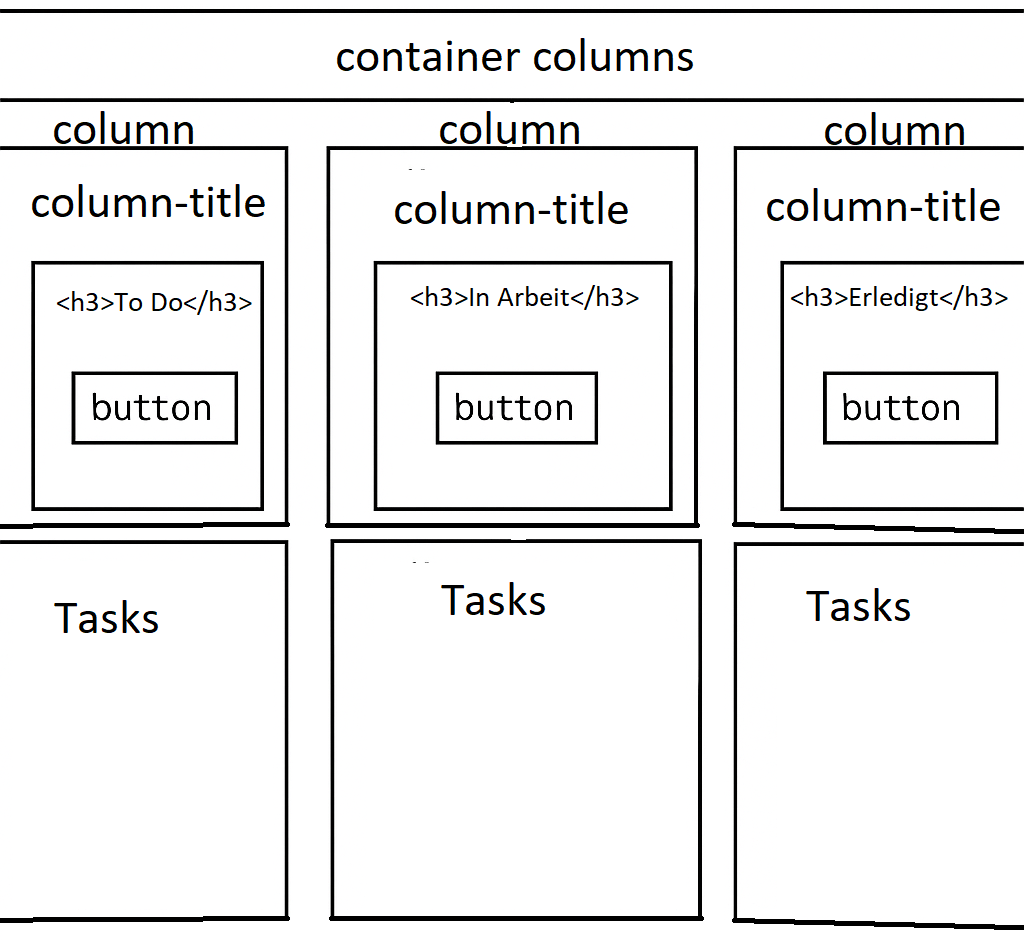 container columns
column
column
column
column-title
column-title
column-title
<h3>To Do</h3>
<h3>In Arbeit</h3>
<h3>Erledigt</h3>
button
button
button
Tasks
Tasks
Tasks